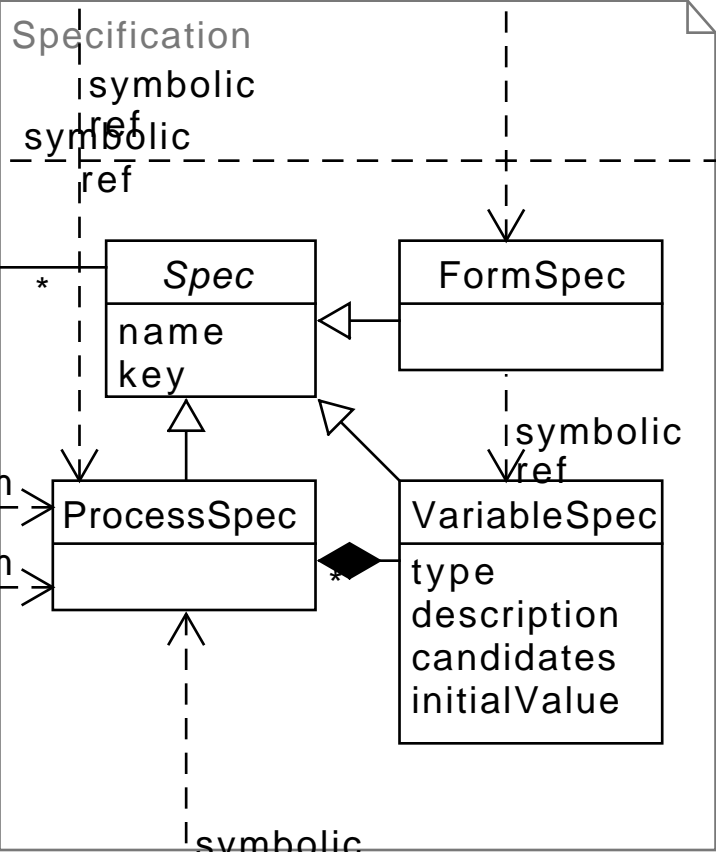 Specification
symbolic
ref
symbolic
ref
Spec
FormSpec
*
name
key
symbolic
ref
n
ProcessSpec
VariableSpec
n
*
type
description
candidates
initialValue
symbolic